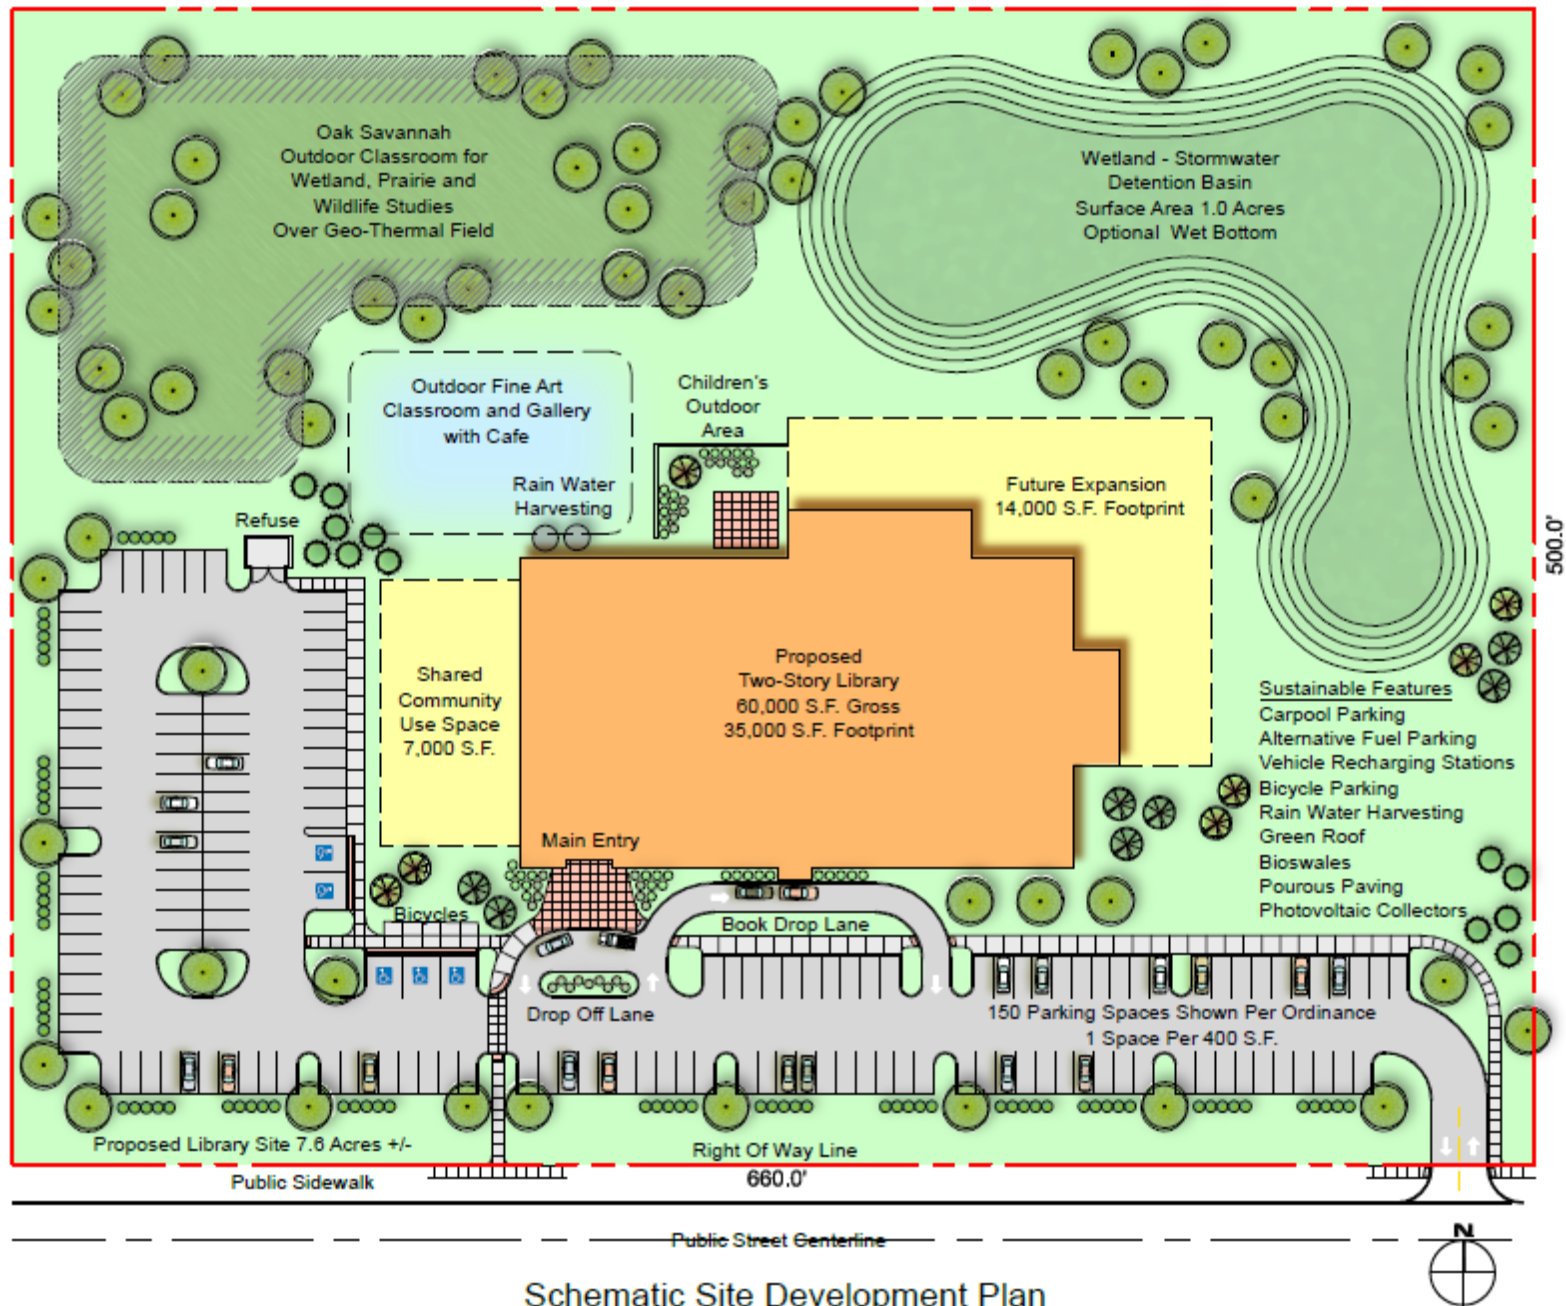 Oak Savannah
Outdoor Classroom for
Wetland, Prairie and
Wildlife Studies
Over Geo-Thermal Field
Wetland - Stormwater
Detention Basin
Surface Area 1.0 Acres
Optional Wet Bottom
Outdoor Fine Art
Classroom and Gallery
with Cafe
Children's
Outdoor
Area
Rain Water
Harvesting
Future Expansion
14,000 S.F. Footprint
Refuse
500.0'
Shared
Community
Use Space
7,000 S.F.
Proposed
Two-Story Library
60,000 S.F. Gross
35,000 S.F. Footprint
Sustainable Features
Carpool Parking
Alternative Fuel Parking
Vehicle Recharging Stations
Bicycle Parking
Rain Water Harvesting
Green Roof
Bioswales
Pourous Paving
Photovoltaic Collectors
Main Entry
Bicycles
Book Drop Lane
Drop Off Lane
150 Parking Spaces Shown Per Ordinance
1 Space Per 400 S.F.
Proposed Library Site 7.6 Acres +/-
Right Of Way Line
660.0'
Public Sidewalk
Public Street Centerline
N
Schematic Site Development Plan